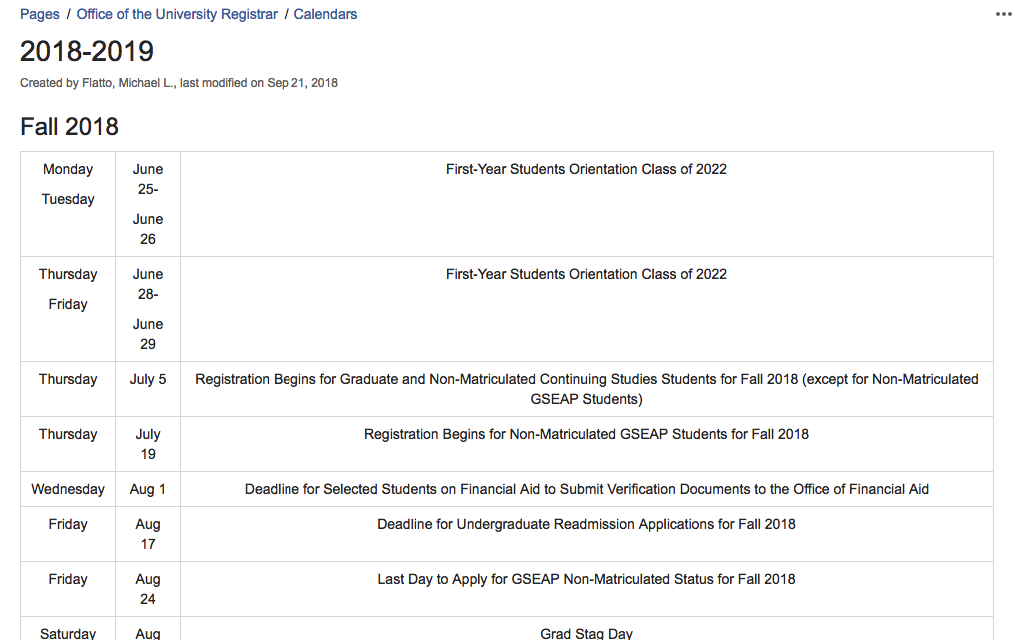 Pages / Office of the University Registrar / Calendars
2018-2019
Created by Flatto, Michael L., last modified on Sep 21, 2018
Fall 2018
Monday
Tuesday
June
25-
June
26
First-Year Students Orientation Class of 2022
Thursday
Friday
June
28-
June
29
First-Year Students Orientation Class of 2022
Thursday
July 5
Registration Begins for Graduate and Non-Matriculated Continuing Studies Students for Fall 2018 (except for Non-Matriculated
GSEAP Students)
Thursday
July
19
Registration Begins for Non-Matriculated GSEAP Students for Fall 2018
Wednesday
Aug 1
Deadline for Selected Students on Financial Aid to Submit Verification Documents to the Office of Financial Aid
Friday
Aug
17
Deadline for Undergraduate Readmission Applications for Fall 2018
Friday
Aug
24
Last Day to Apply for GSEAP Non-Matriculated Status for Fall 2018
Saturday
Aug
Grad Stag Day